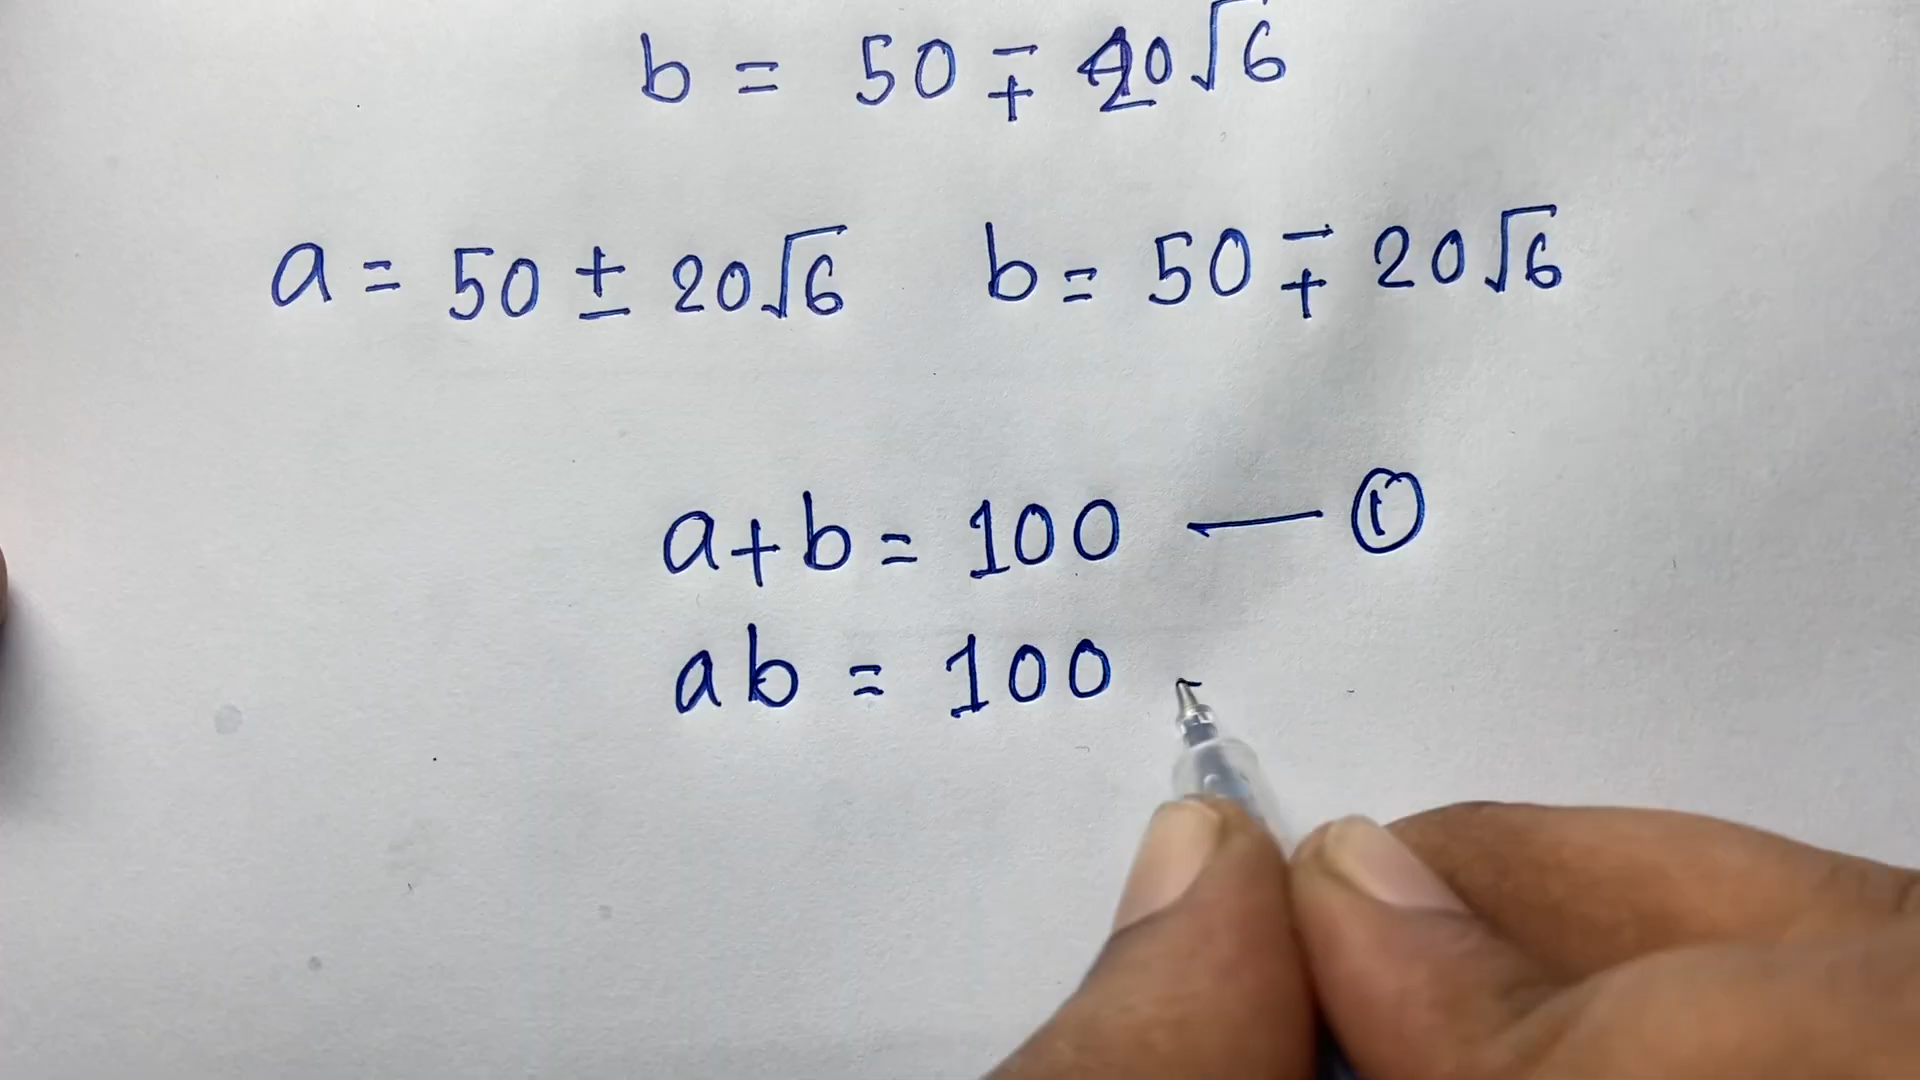 b = 50 ∓ 20√6
a = 50 ± 20√6 b = 50 ∓ 20√6
a + b = 100 — ①
ab = 100